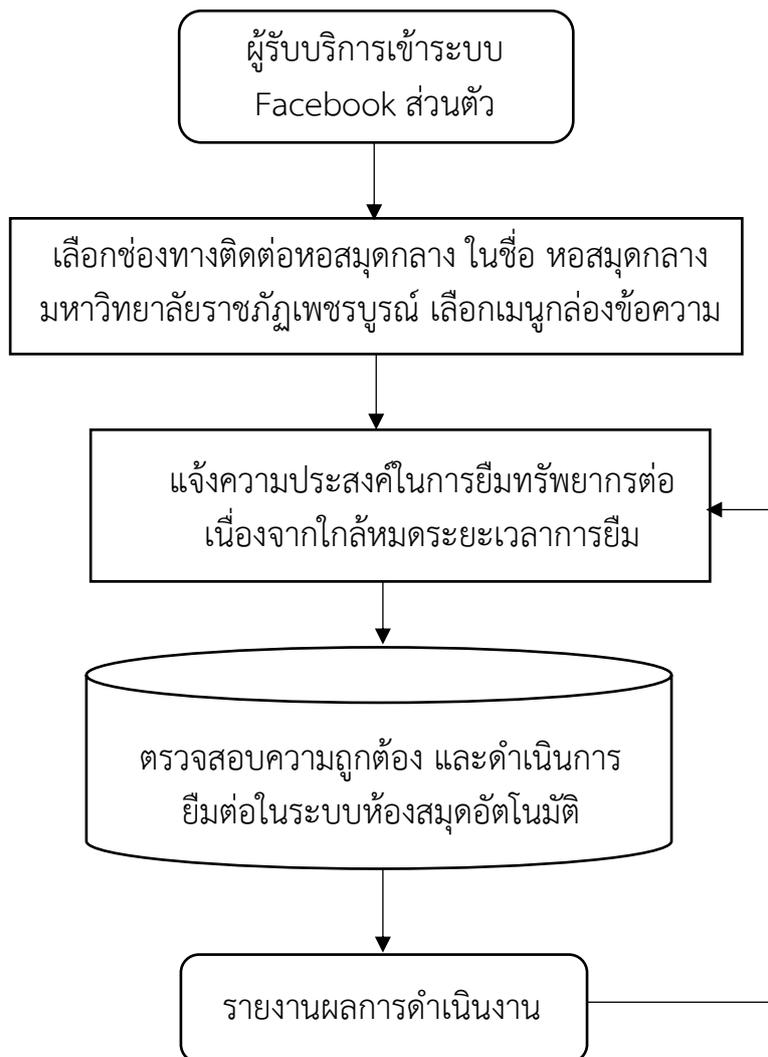 ผู้รับบริการเข้าระบบ
Facebook ส่วนตัว
เลือกช่องทางติดต่อหอสมุดกลาง ในชื่อ หอสมุดกลาง
มหาวิทยาลัยราชภัฏเพชรบูรณ์ เลือกเมนูกล่องข้อความ
แจ้งความประสงค์ในการยืมทรัพยากรต่อ
เนื่องจากใกล้หมดระยะเวลาการยืม
ตรวจสอบความถูกต้อง และดำเนินการ
ยืมต่อในระบบห้องสมุดอัตโนมัติ
รายงานผลการดำเนินงาน